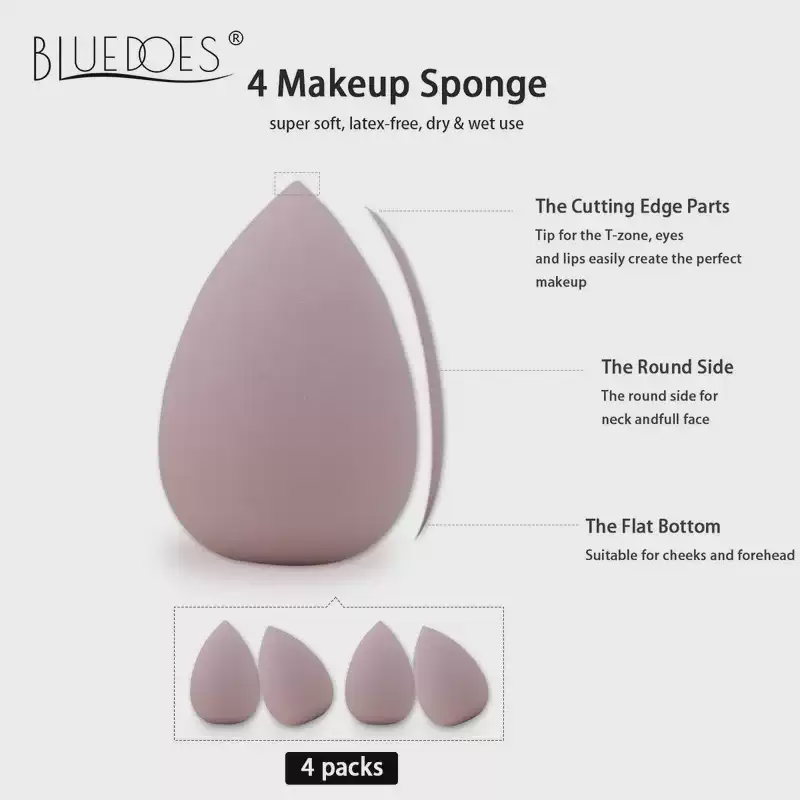 BLUEDOES®
4 Makeup Sponge
super soft, latex-free, dry & wet use
The Cutting Edge Parts
Tip for the T-zone, eyes
and lips easily create the perfect
makeup
The Round Side
The round side for
neck andfull face
The Flat Bottom
Suitable for cheeks and forehead
4 packs